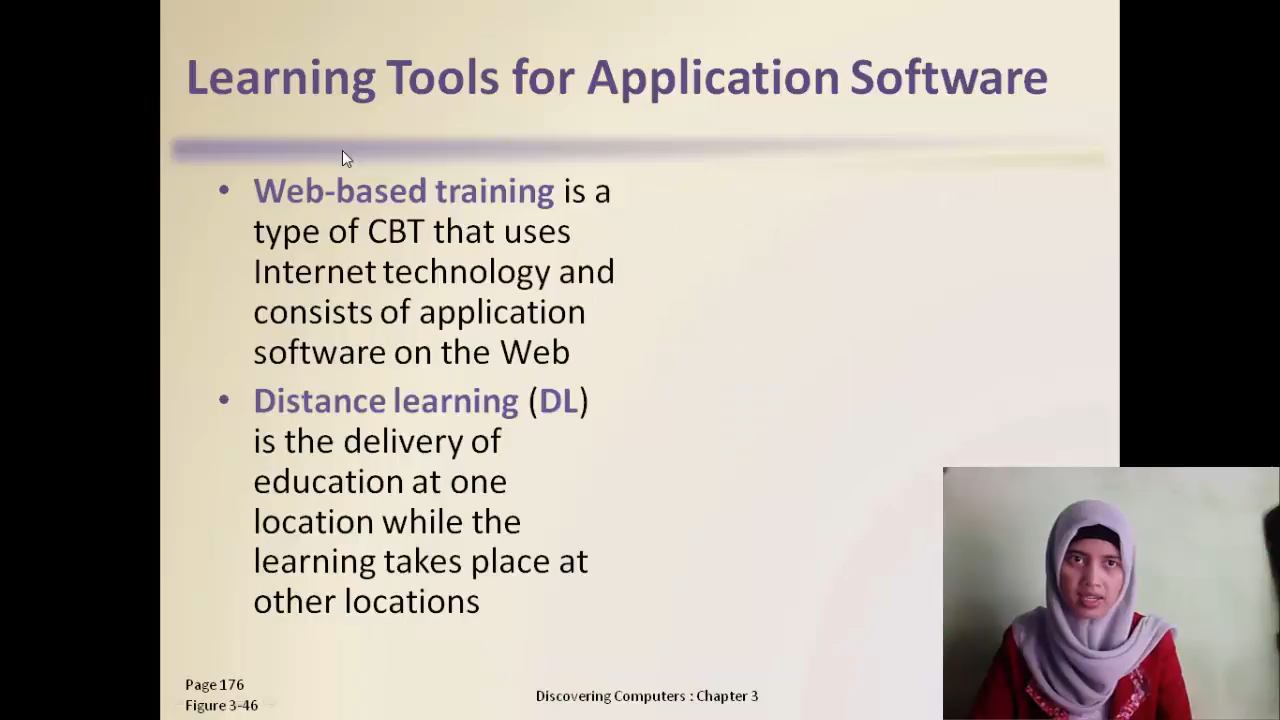 Learning Tools for Application Software
• Web-based training is a
type of CBT that uses
Internet technology and
consists of application
software on the Web
• Distance learning (DL)
is the delivery of
education at one
location while the
learning takes place at
other locations
Page 176
Figure 3-46
Discovering Computers : Chapter 3